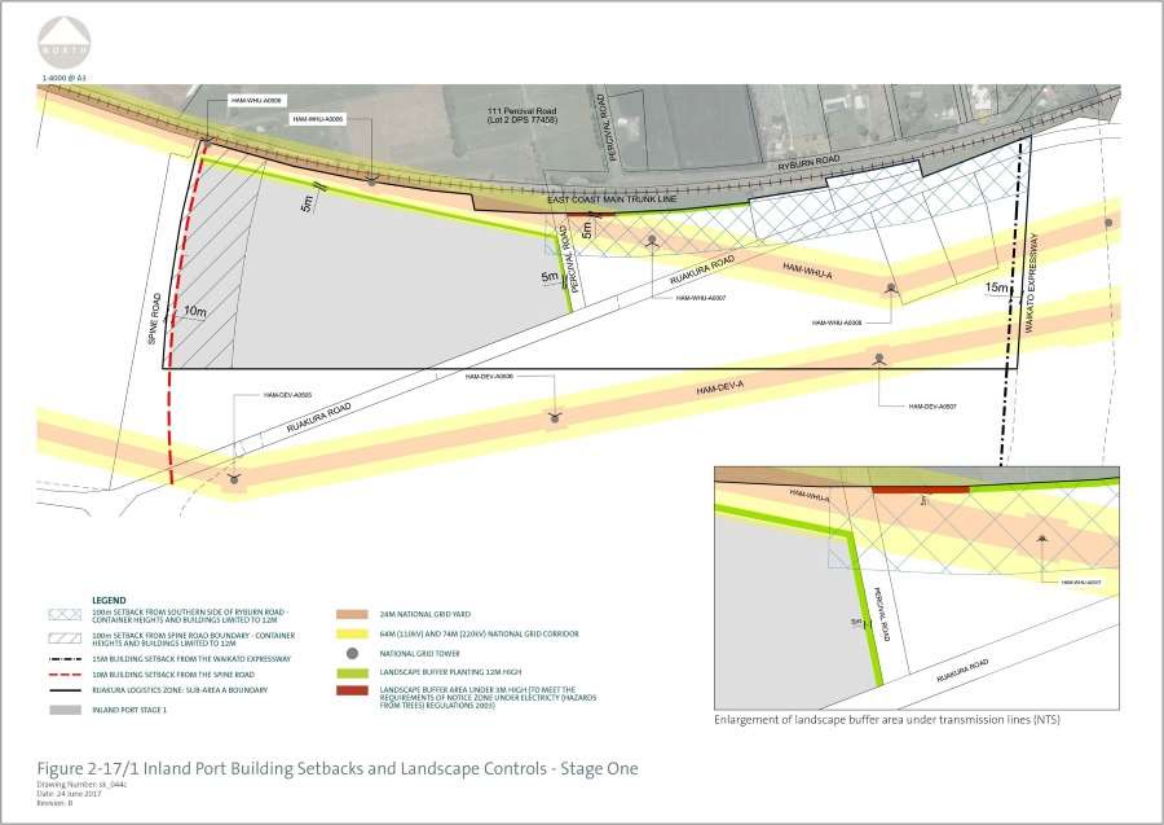 NORTH
1:4000 @ A3
HAM-WHU-A0006
111 Percival Road
(Lot 2 DPS 77458)
PERCIVAL ROAD
RYBURN ROAD
EAST COAST MAIN TRUNK LINE
5m
5m
5m
PERCIVAL ROAD
RUAKURA ROAD
HAM-WHU-A
HAM-WHU-A0007
HAM-WHU-A0008
15m
WAIKATO EXPRESSWAY
SPINE ROAD
10m
HAM-DEV-A0506
HAM-DEV-A
HAM-DEV-A0507
HAM-DEV-A0505
RUAKURA ROAD
HAM-WHU-A
5m
HAM-WHU-A0007
PERCIVAL ROAD
5m
RUAKURA ROAD
Enlargement of landscape buffer area under transmission lines (NTS)
LEGEND
100m SETBACK FROM SOUTHERN SIDE OF RYBURN ROAD -
CONTAINER HEIGHTS AND BUILDINGS LIMITED TO 12M
100m SETBACK FROM SPINE ROAD BOUNDARY - CONTAINER
HEIGHTS AND BUILDINGS LIMITED TO 12M
15M BUILDING SETBACK FROM THE WAIKATO EXPRESSWAY
10M BUILDING SETBACK FROM THE SPINE ROAD
RUAKURA LOGISTICS ZONE: SUB-AREA A BOUNDARY
INLAND PORT STAGE 1
24M NATIONAL GRID YARD
64M (110kV) AND 74M (220kV) NATIONAL GRID CORRIDOR
NATIONAL GRID TOWER
LANDSCAPE BUFFER PLANTING 12M HIGH
LANDSCAPE BUFFER AREA UNDER 3M HIGH (TO MEET THE
REQUIREMENTS OF NOTICE ZONE UNDER ELECTRICTY (HAZARDS
FROM TREES) REGULATIONS 2003)
Figure 2-17/1 Inland Port Building Setbacks and Landscape Controls - Stage One
Drawing Number: sk_044c
Date: 24 June 2017
Revision: B